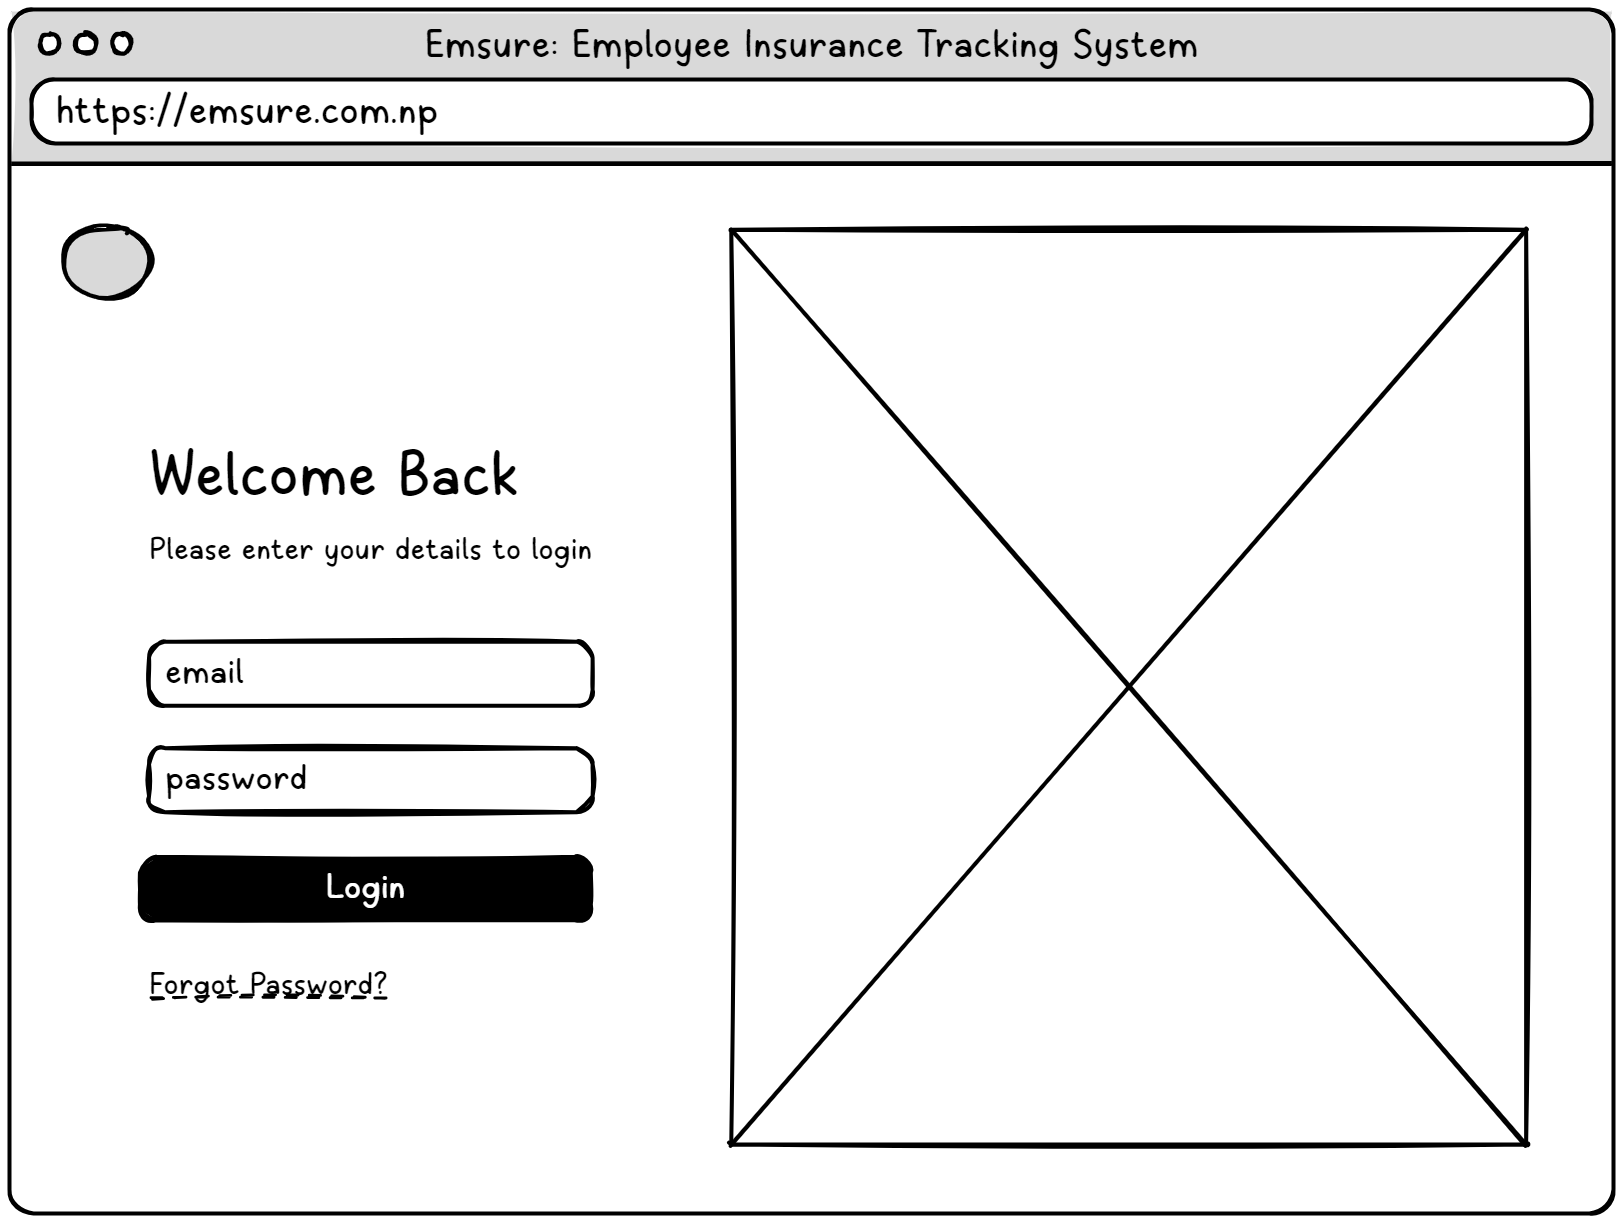 Emsure: Employee Insurance Tracking System
https://emsure.com.np
Welcome Back
Please enter your details to login
email
password
Login
Forgot Password?